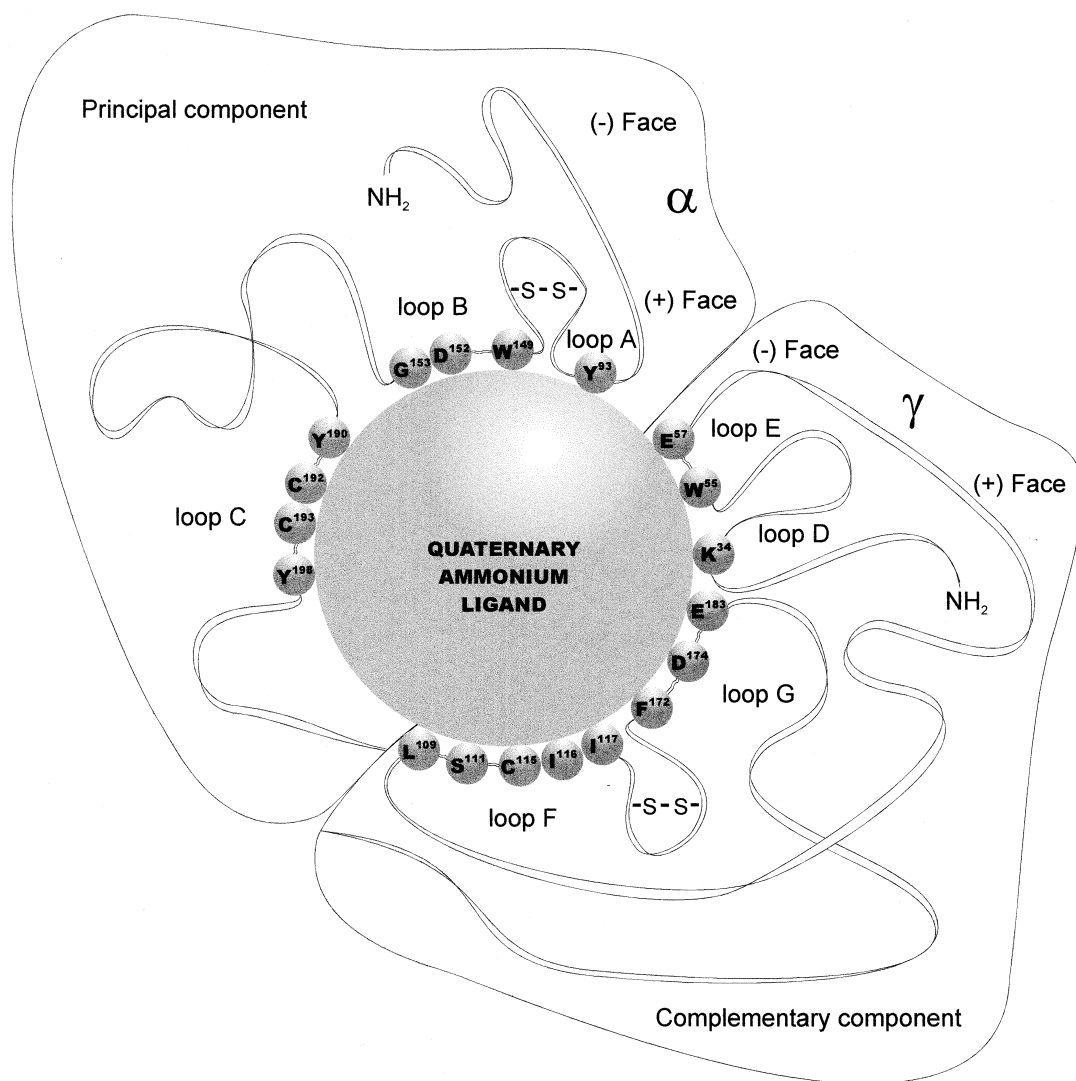 Principal component
(-) Face
α
NH₂
(+) Face
-S-S-
loop B
loop A
G¹⁵³
D¹⁵²
W¹⁴⁹
Y⁹³
(-) Face
γ
E⁵⁷
loop E
(+) Face
W⁵⁵
loop D
K³⁴
NH₂
Y¹⁹⁰
C¹⁹²
loop C
C¹⁹³
Y¹⁹⁸
QUATERNARY
AMMONIUM
LIGAND
E¹⁸³
D¹⁷⁴
F¹⁷²
loop G
L¹⁰⁹
S¹¹¹
C¹¹⁵
I¹¹⁶
I¹¹⁷
-S-S-
loop F
Complementary component